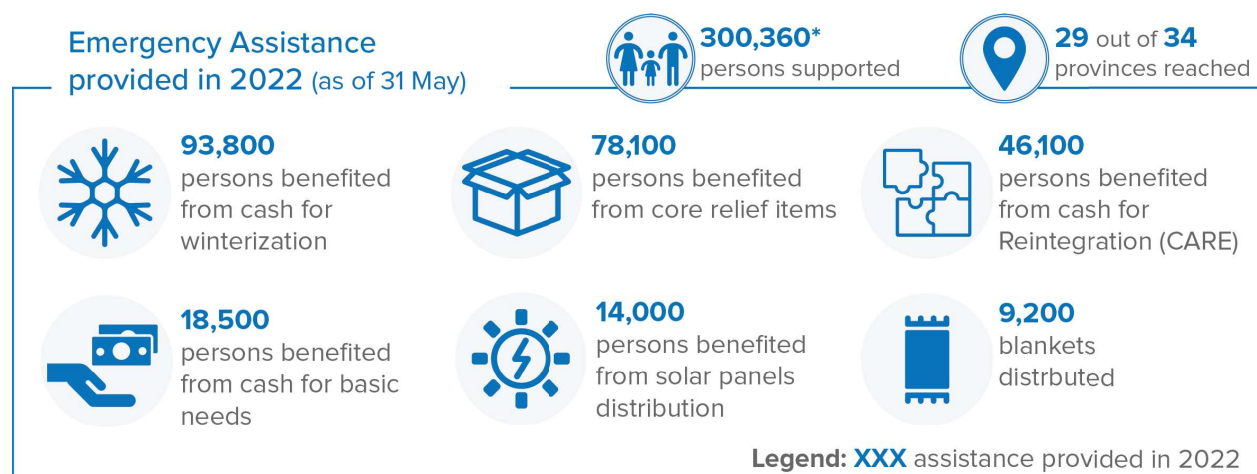 Emergency Assistance
provided in 2022 (as of 31 May)
300,360*
persons supported
29 out of 34
provinces reached
93,800
persons benefited
from cash for
winterization
78,100
persons benefited
from core relief items
46,100
persons benefited
from cash for
Reintegration (CARE)
18,500
persons benefited
from cash for basic
needs
14,000
persons benefited
from solar panels
distribution
9,200
blankets
distrbuted
Legend: XXX assistance provided in 2022